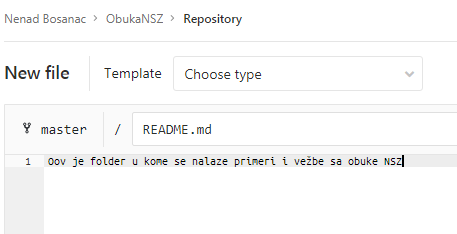 Nenad Bosanac > ObukaNSZ > Repository
New file Template Choose type
master / README.md
1 Oov je folder u kome se nalaze primeri i vežbe sa obuke NSZ